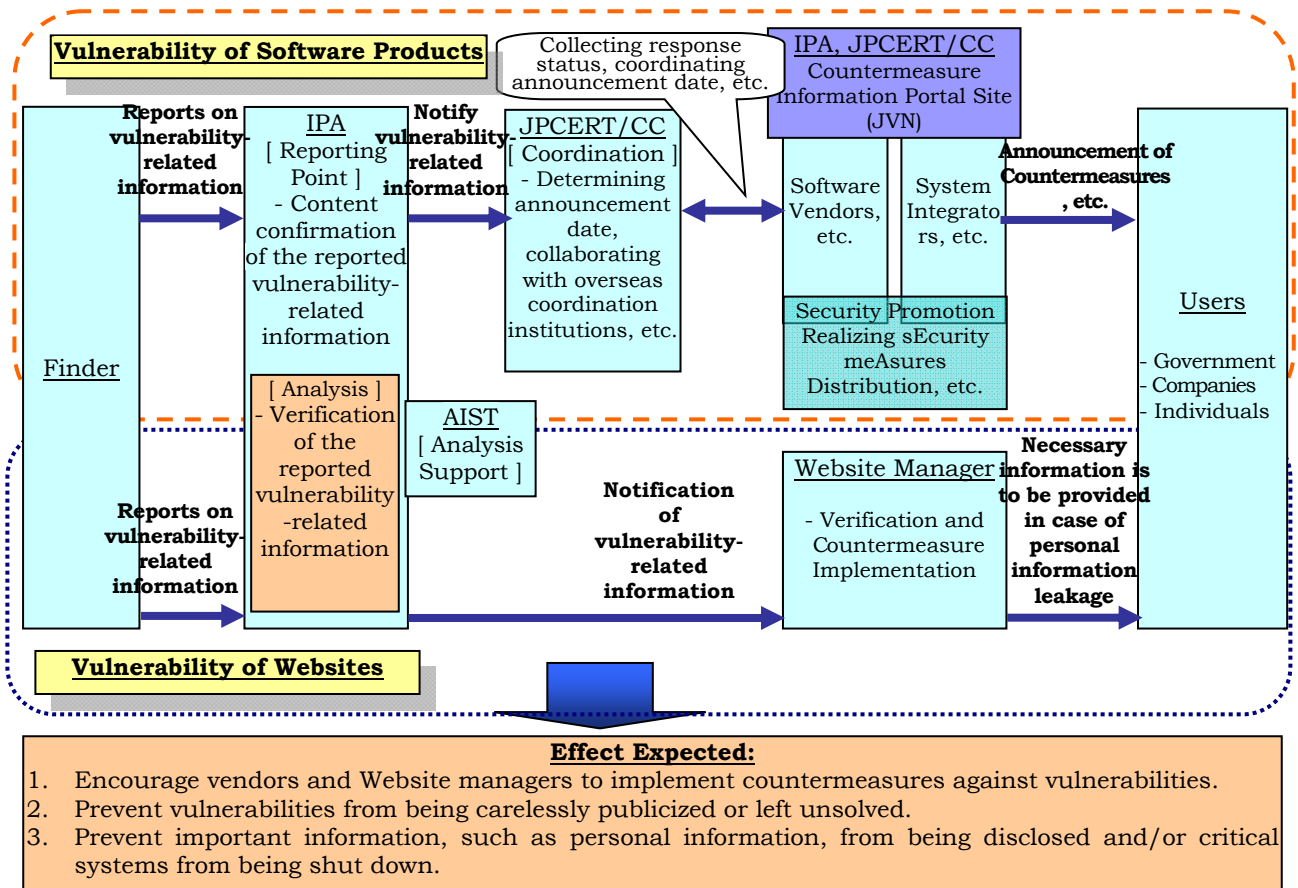 Vulnerability of Software Products
Collecting response
status, coordinating
announcement date, etc.
IPA, JPCERT/CC
Countermeasure
Information Portal Site
(JVN)
Reports on
vulnerability-
related
information
IPA
[ Reporting
Point ]
- Content
confirmation
of the reported
vulnerability-
related
information
Notify
vulnerability-
related
information
JPCERT/CC
[ Coordination ]
- Determining
announcement
date,
collaborating
with overseas
coordination
institutions, etc.
Software
Vendors,
etc.
System
Integrato
rs, etc.
Announcement of
Countermeasures
, etc.
Security Promotion
Realizing sEcurity
meAsures
Distribution, etc.
Finder
Users
- Government
- Companies
- Individuals
[ Analysis ]
- Verification
of the
reported
vulnerability
-related
information
AIST
[ Analysis
Support ]
Reports on
vulnerability-
related
information
Notification
of
vulnerability-
related
information
Website Manager
- Verification and
Countermeasure
Implementation
Necessary
information is
to be provided
in case of
personal
information
leakage
Vulnerability of Websites
Effect Expected:
1. Encourage vendors and Website managers to implement countermeasures against vulnerabilities.
2. Prevent vulnerabilities from being carelessly publicized or left unsolved.
3. Prevent important information, such as personal information, from being disclosed and/or critical
systems from being shut down.